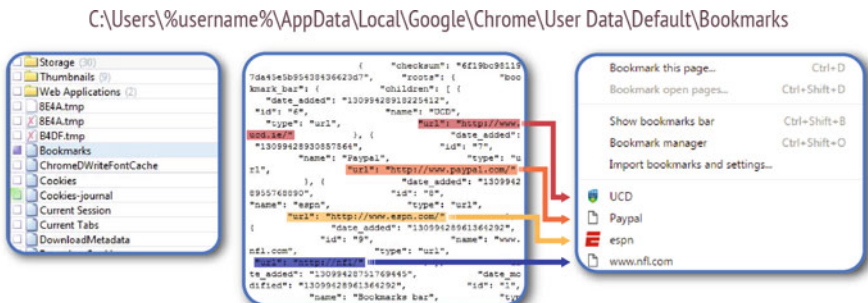 C:\Users\%username%\AppData\Local\Google\Chrome\User Data\Default\Bookmarks
Storage (30)
Thumbnails (9)
Web Applications (2)
8E4A.tmp
8E4A.tmp
B4DF.tmp
Bookmarks
ChromeDWriteFontCache
Cookies
Cookies-journal
Current Session
Current Tabs
DownloadMetadata
{ "checksum": "6f19bc98119
7da45e5b95438436623d7", "roots": { "boo
kmark_bar": { "children": [ {
"date_added": "13099428918225412",
"id": "6", "name": "UCD",
"type": "url", "url": "http://www.
ucd.ie/" }, { "date_added":
"13099428930857864", "id": "7",
"name": "Paypal", "type": "u
rl", "url": "http://www.paypal.com/"
}, { "date_added": "1309942
8955768890", "id": "8",
"name": "espn", "type": "url",
"url": "http://www.espn.com/"
{ "date_added": "13099428961364292",
"id": "9", "name": "www.
nfl.com", "type": "url",
"url": "http://nfl/"
te_added": "13099428751769445", "date_mo
dified": "13099428961364292", "id": "1",
"name": "Bookmarks bar", "typ
Bookmark this page... Ctrl+D
Bookmark open pages... Ctrl+Shift+D
Show bookmarks bar Ctrl+Shift+B
Bookmark manager Ctrl+Shift+O
Import bookmarks and settings...
UCD
Paypal
espn
www.nfl.com